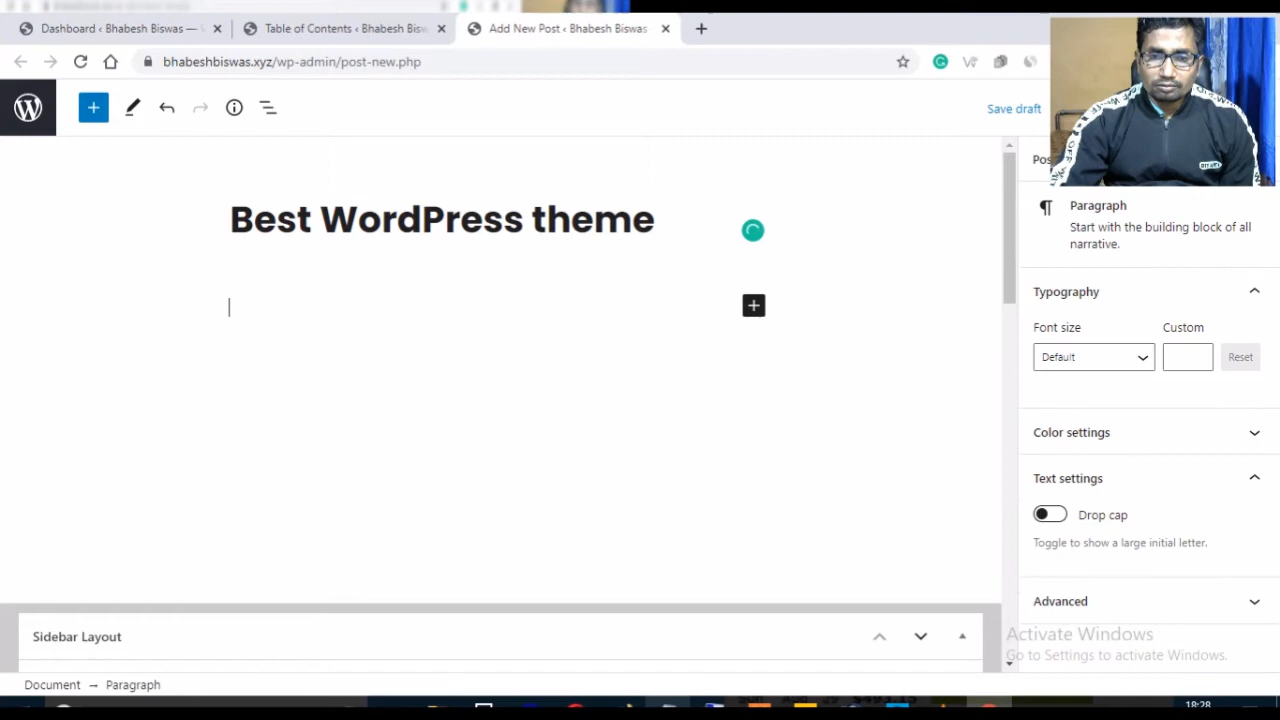 Dashboard ‹ Bhabesh Biswas —
Table of Contents ‹ Bhabesh Bisw
Add New Post ‹ Bhabesh Biswas
bhabeshbiswas.xyz/wp-admin/post-new.php
Save draft
Best WordPress theme
Pos
Paragraph
Start with the building block of all
narrative.
Typography
Font size
Custom
Default
Reset
Color settings
Text settings
Drop cap
Toggle to show a large initial letter.
Advanced
Sidebar Layout
Activate Windows
Go to Settings to activate Windows.
Document → Paragraph
18:28